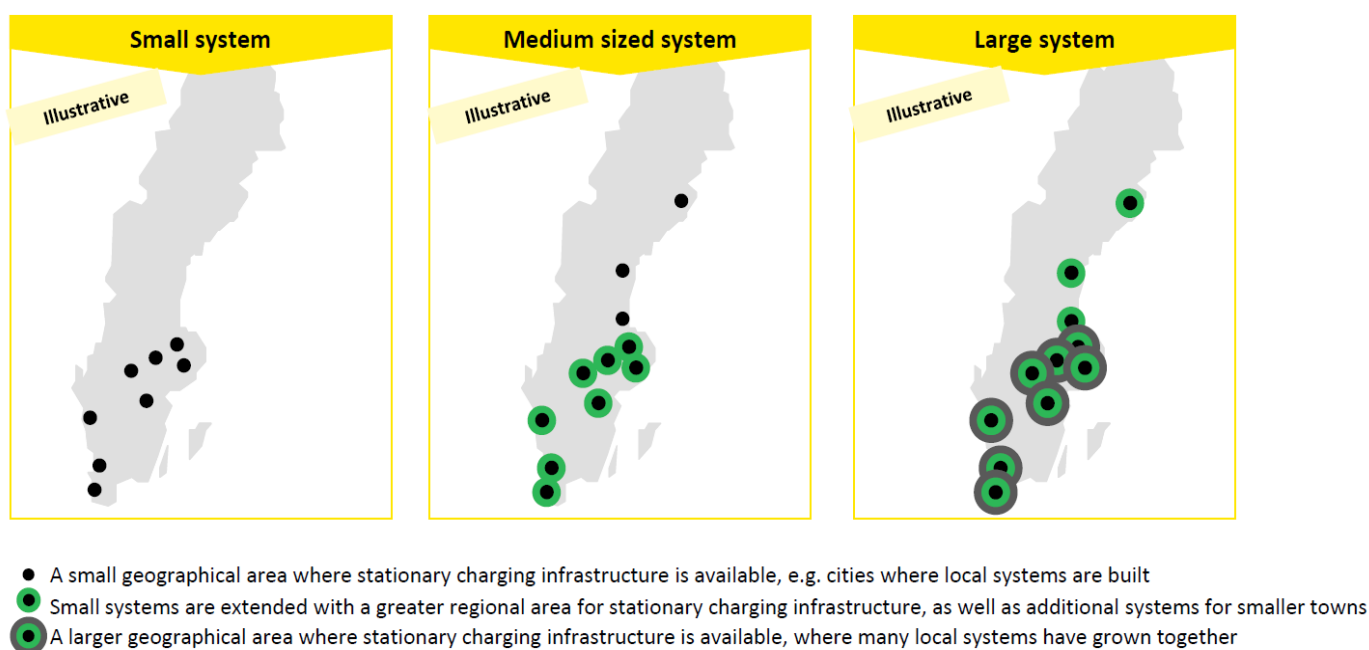 Small system
Medium sized system
Large system
Illustrative
Illustrative
Illustrative
A small geographical area where stationary charging infrastructure is available, e.g. cities where local systems are built
Small systems are extended with a greater regional area for stationary charging infrastructure, as well as additional systems for smaller towns
A larger geographical area where stationary charging infrastructure is available, where many local systems have grown together